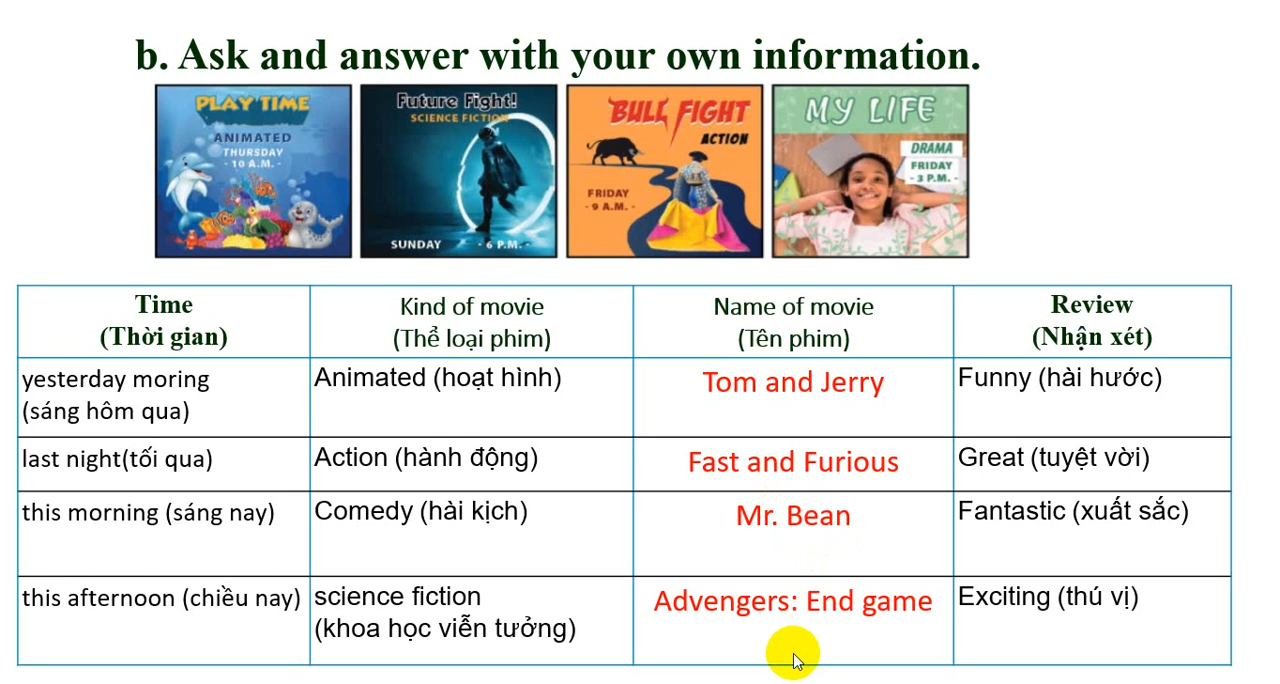 b. Ask and answer with your own information.
PLAY TIME
ANIMATED
THURSDAY
- 10 A.M. -
Future Fight!
SCIENCE FICTION
SUNDAY - 6 P.M. -
BULL FIGHT
ACTION
FRIDAY
- 9 A.M. -
MY LIFE
DRAMA
FRIDAY
- 3 P.M. -
Time
(Thời gian)
Kind of movie
(Thể loại phim)
Name of movie
(Tên phim)
Review
(Nhận xét)
yesterday moring
(sáng hôm qua)
Animated (hoạt hình)
Tom and Jerry
Funny (hài hước)
last night(tối qua)
Action (hành động)
Fast and Furious
Great (tuyệt vời)
this morning (sáng nay)
Comedy (hài kịch)
Mr. Bean
Fantastic (xuất sắc)
this afternoon (chiều nay)
science fiction
(khoa học viễn tưởng)
Advengers: End game
Exciting (thú vị)